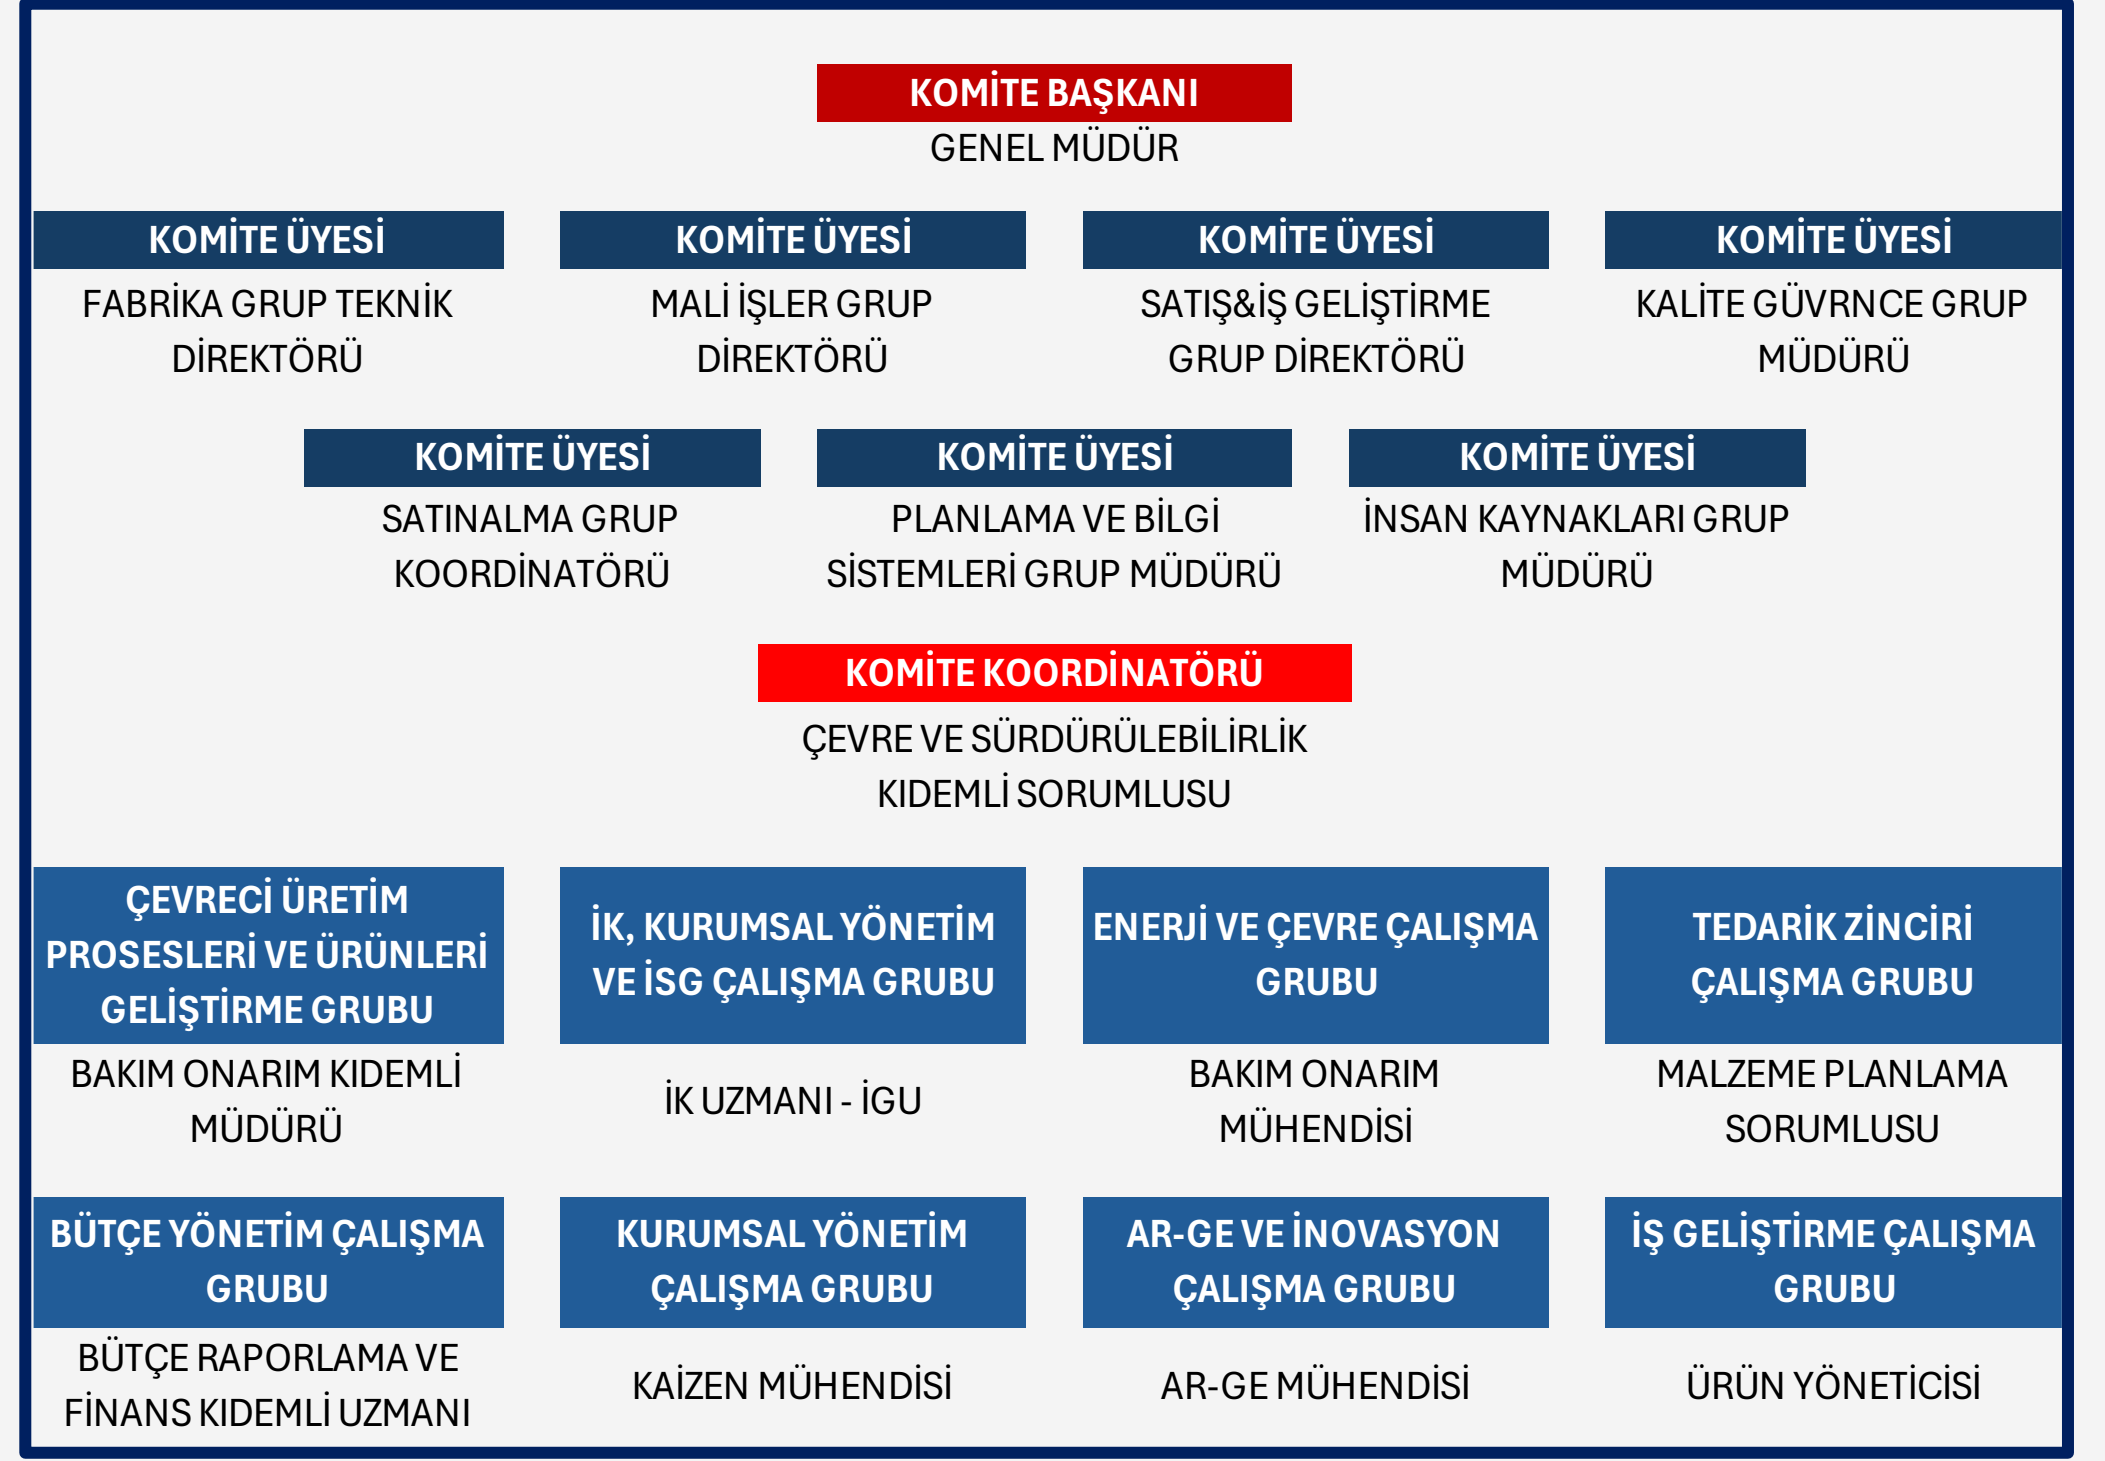 KOMİTE BAŞKANI
GENEL MÜDÜR
KOMİTE ÜYESİ
FABRİKA GRUP TEKNİK
DİREKTÖRÜ
KOMİTE ÜYESİ
MALİ İŞLER GRUP
DİREKTÖRÜ
KOMİTE ÜYESİ
SATIŞ&İŞ GELİŞTİRME
GRUP DİREKTÖRÜ
KOMİTE ÜYESİ
KALİTE GÜVRNCE GRUP
MÜDÜRÜ
KOMİTE ÜYESİ
SATINALMA GRUP
KOORDİNATÖRÜ
KOMİTE ÜYESİ
PLANLAMA VE BİLGİ
SİSTEMLERİ GRUP MÜDÜRÜ
KOMİTE ÜYESİ
İNSAN KAYNAKLARI GRUP
MÜDÜRÜ
KOMİTE KOORDİNATÖRÜ
ÇEVRE VE SÜRDÜRÜLEBİLİRLİK
KIDEMLİ SORUMLUSU
ÇEVRECİ ÜRETİM
PROSESLERİ VE ÜRÜNLERİ
GELİŞTİRME GRUBU
BAKIM ONARIM KIDEMLİ
MÜDÜRÜ
İK, KURUMSAL YÖNETİM
VE İSG ÇALIŞMA GRUBU
İK UZMANI - İGU
ENERJİ VE ÇEVRE ÇALIŞMA
GRUBU
BAKIM ONARIM
MÜHENDİSİ
TEDARİK ZİNCİRİ
ÇALIŞMA GRUBU
MALZEME PLANLAMA
SORUMLUSU
BÜTÇE YÖNETİM ÇALIŞMA
GRUBU
BÜTÇE RAPORLAMA VE
FİNANS KIDEMLİ UZMANI
KURUMSAL YÖNETİM
ÇALIŞMA GRUBU
KAİZEN MÜHENDİSİ
AR-GE VE İNOVASYON
ÇALIŞMA GRUBU
AR-GE MÜHENDİSİ
İŞ GELİŞTİRME ÇALIŞMA
GRUBU
ÜRÜN YÖNETİCİSİ